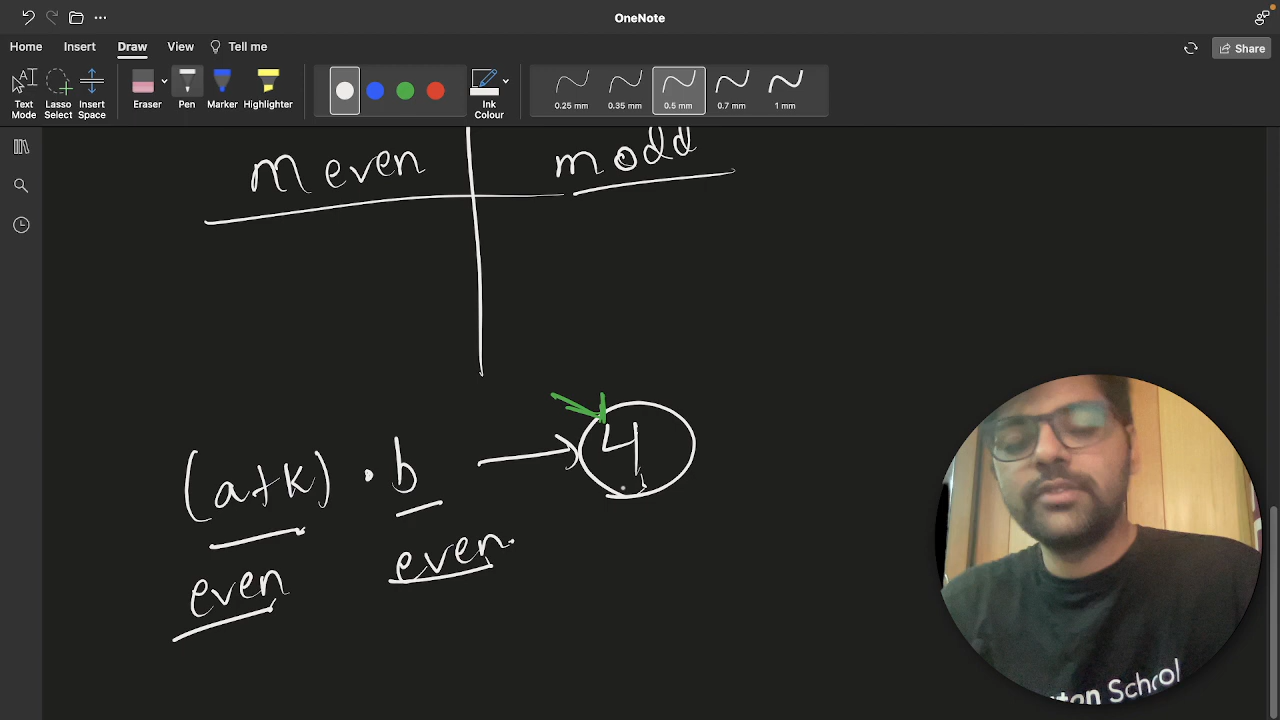 OneNote
Home Insert Draw View Tell me Share
Text Mode Lasso Select Insert Space Eraser Pen Marker Highlighter Ink Colour 0.25 mm 0.35 mm 0.5 mm 0.7 mm 1 mm
m even m odd
(a+k) · b → 4
even even
School